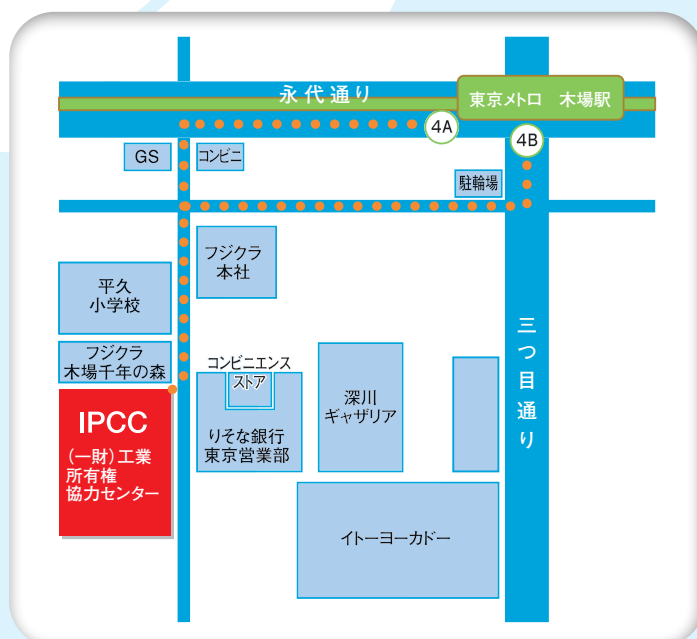 永代通り
東京メトロ 木場駅
4A
4B
GS
コンビニ
駐輪場
フジクラ
本社
平久
小学校
フジクラ
木場千年の森
コンビニエンス
ストア
りそな銀行
東京営業部
深川
ギャザリア
三つ目通り
IPCC
(一財)工業
所有権
協力センター
イトーヨーカドー